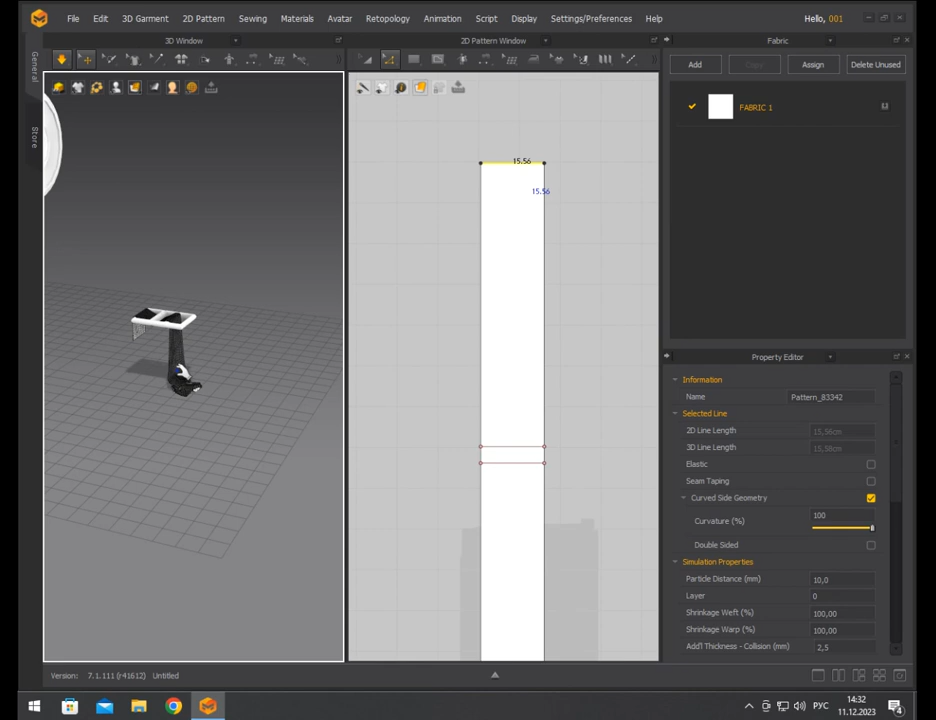 File Edit 3D Garment 2D Pattern Sewing Materials Avatar Retopology Animation Script Display Settings/Preferences Help Hello, 001
3D Window 2D Pattern Window Fabric
General
Store
Add Copy Assign Delete Unused
FABRIC 1
15.56
15.56
Property Editor
Information
Name Pattern_83342
Selected Line
2D Line Length 15,56cm
3D Line Length 15,58cm
Elastic
Seam Taping
Curved Side Geometry
Curvature (%) 100
Double Sided
Simulation Properties
Particle Distance (mm) 10,0
Layer 0
Shrinkage Weft (%) 100,00
Shrinkage Warp (%) 100,00
Add'l Thickness - Collision (mm) 2,5
Version: 7.1.111 (r41612) Untitled
РУС
14:32
11.12.2023
4